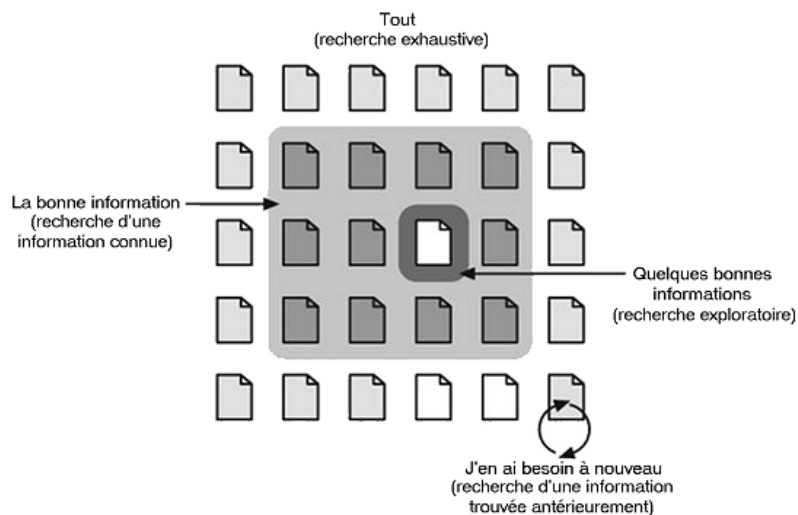 Tout
(recherche exhaustive)
La bonne information
(recherche d'une
information connue)
Quelques bonnes
informations
(recherche exploratoire)
J'en ai besoin à nouveau
(recherche d'une information
trouvée antérieurement)